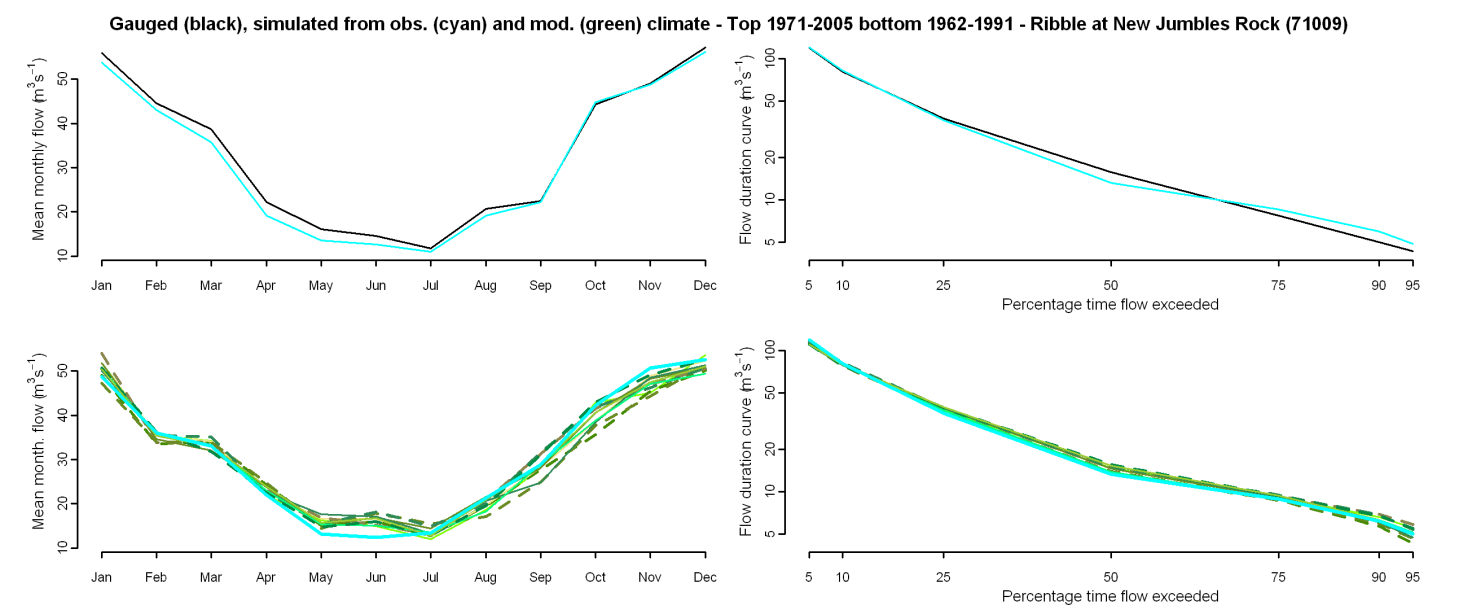 Gauged (black), simulated from obs. (cyan) and mod. (green) climate - Top 1971-2005 bottom 1962-1991 - Ribble at New Jumbles Rock (71009)
Mean monthly flow (m³s⁻¹)
50
40
30
20
10
Jan Feb Mar Apr May Jun Jul Aug Sep Oct Nov Dec
Flow duration curve (m³s⁻¹)
100
50
20
10
5
5 10 25 50 75 90 95
Percentage time flow exceeded
Mean month. flow (m³s⁻¹)
50
40
30
20
10
Jan Feb Mar Apr May Jun Jul Aug Sep Oct Nov Dec
Flow duration curve (m³s⁻¹)
100
50
20
10
5
5 10 25 50 75 90 95
Percentage time flow exceeded